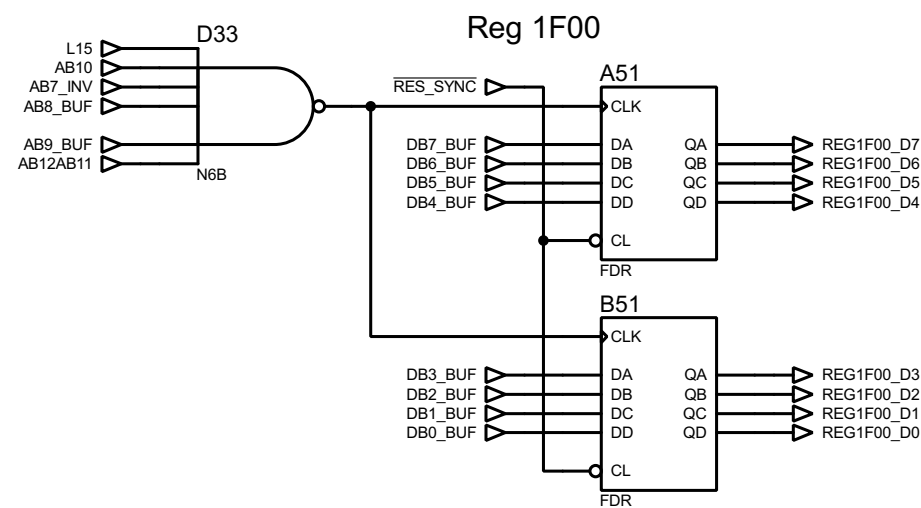 Reg 1F00
D33
L15
AB10
AB7_INV
AB8_BUF
AB9_BUF
AB12AB11
N6B
RES_SYNC
A51
CLK
DB7_BUF DA QA REG1F00_D7
DB6_BUF DB QB REG1F00_D6
DB5_BUF DC QC REG1F00_D5
DB4_BUF DD QD REG1F00_D4
CL
FDR
B51
CLK
DB3_BUF DA QA REG1F00_D3
DB2_BUF DB QB REG1F00_D2
DB1_BUF DC QC REG1F00_D1
DB0_BUF DD QD REG1F00_D0
CL
FDR